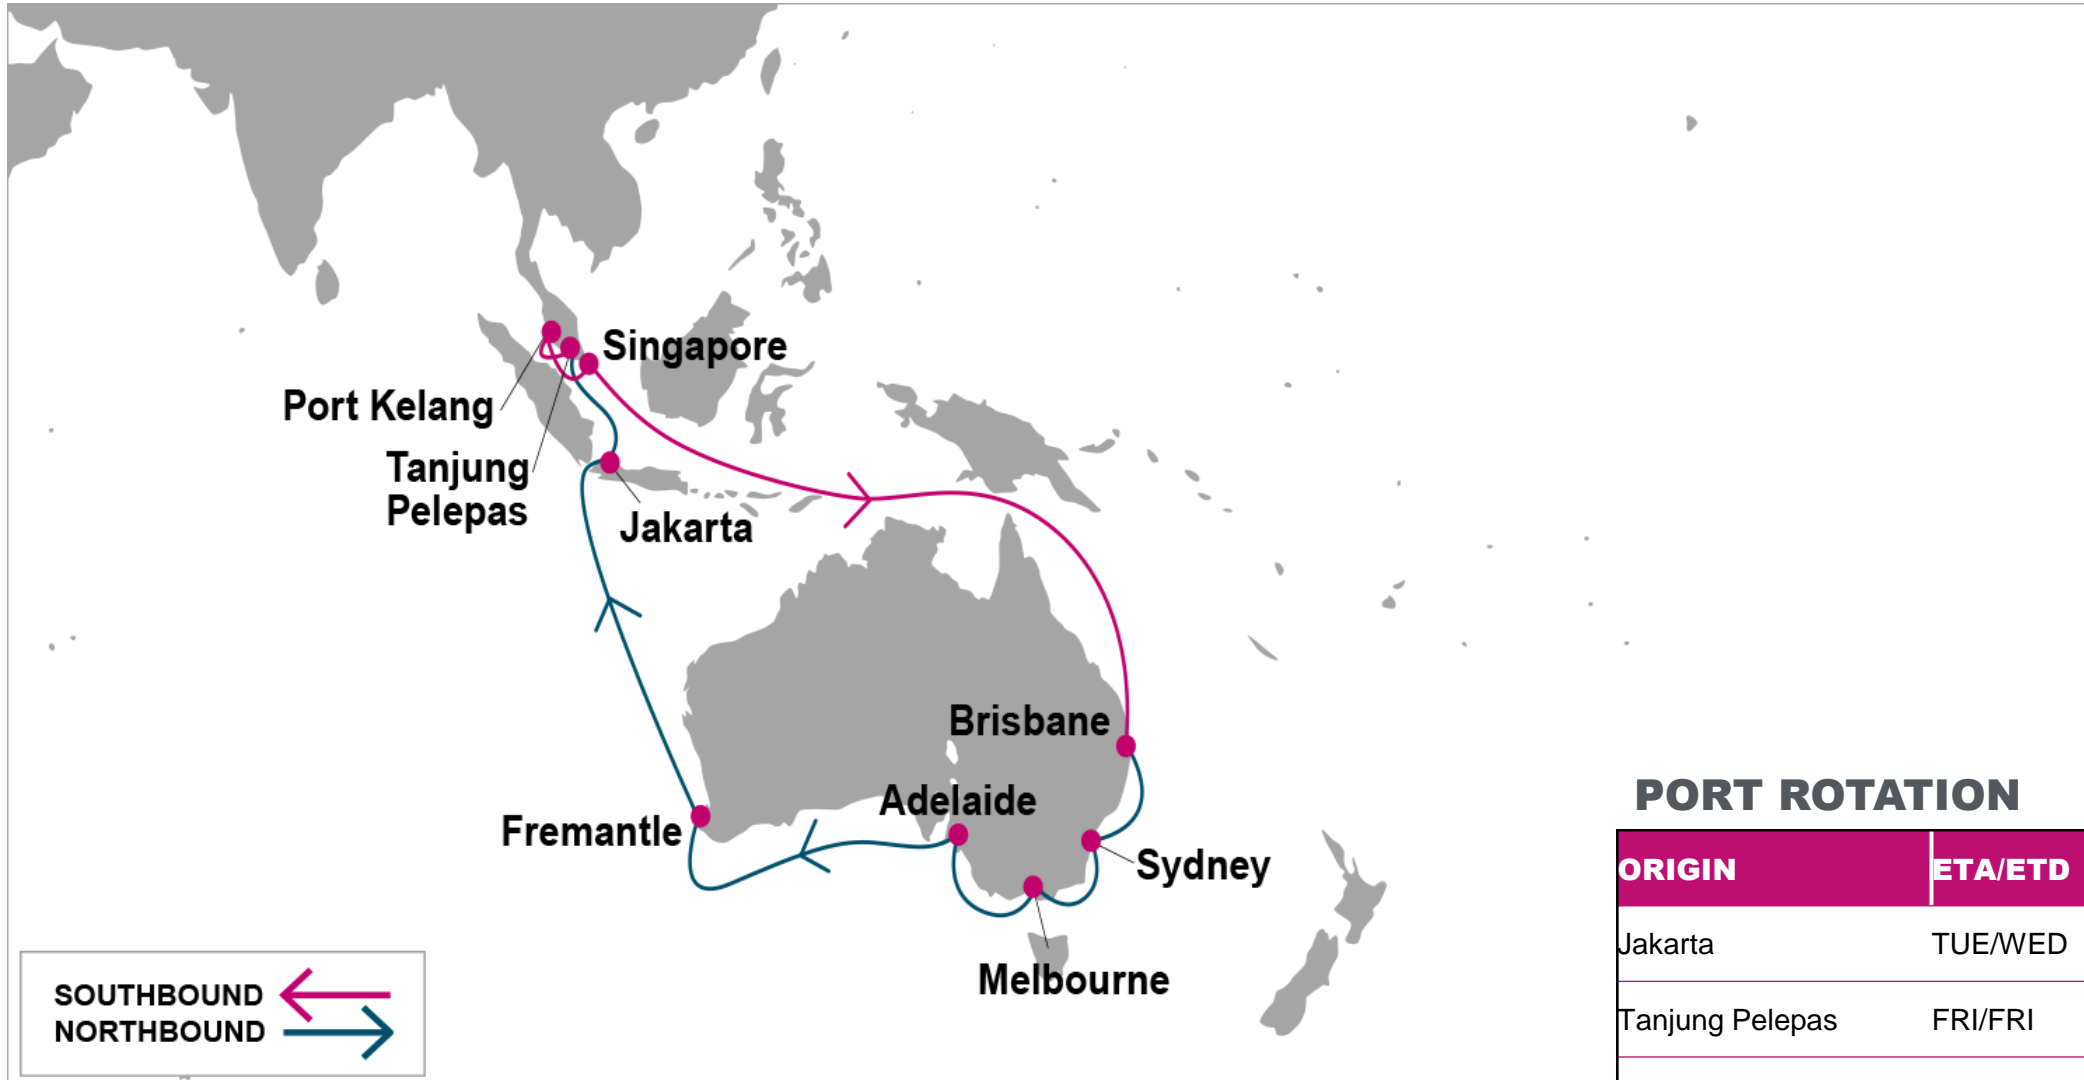 Singapore
Port Kelang
Tanjung
Pelepas
Jakarta
Brisbane
Adelaide
Fremantle
Sydney
Melbourne
SOUTHBOUND
NORTHBOUND
PORT ROTATION
ORIGIN ETA/ETD
Jakarta TUE/WED
Tanjung Pelepas FRI/FRI